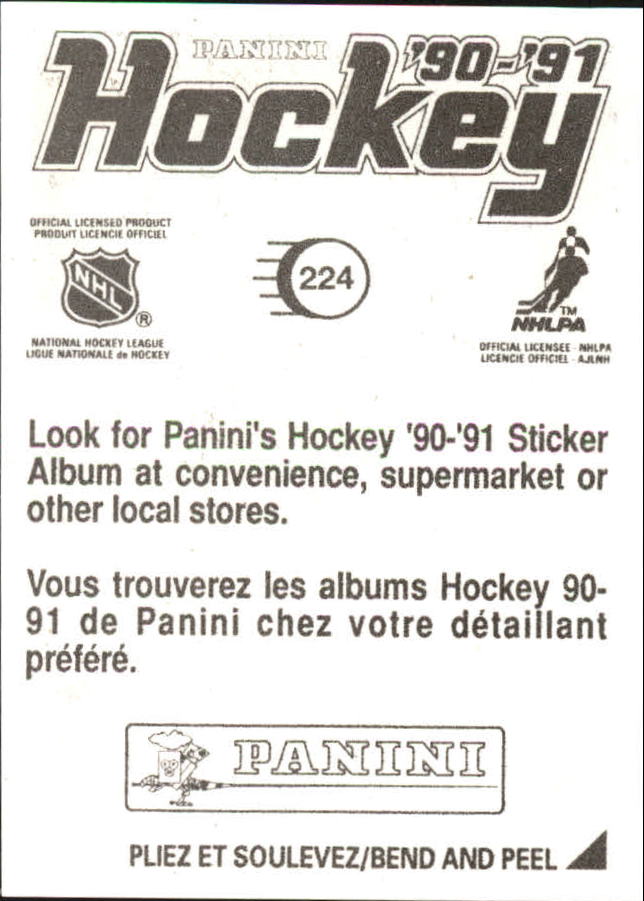 PANINI
'90-'91
Hockey
OFFICIAL LICENSED PRODUCT
PRODUIT LICENCIE OFFICIEL
NHL
®
NATIONAL HOCKEY LEAGUE
LIGUE NATIONALE de HOCKEY
224
TM
NHLPA
OFFICIAL LICENSEE - NHLPA
LICENCIE OFFICIEL - AJLNH
Look for Panini's Hockey '90-'91 Sticker
Album at convenience, supermarket or
other local stores.
Vous trouverez les albums Hockey 90-
91 de Panini chez votre détaillant
préféré.
PANINI
PLIEZ ET SOULEVEZ/BEND AND PEEL